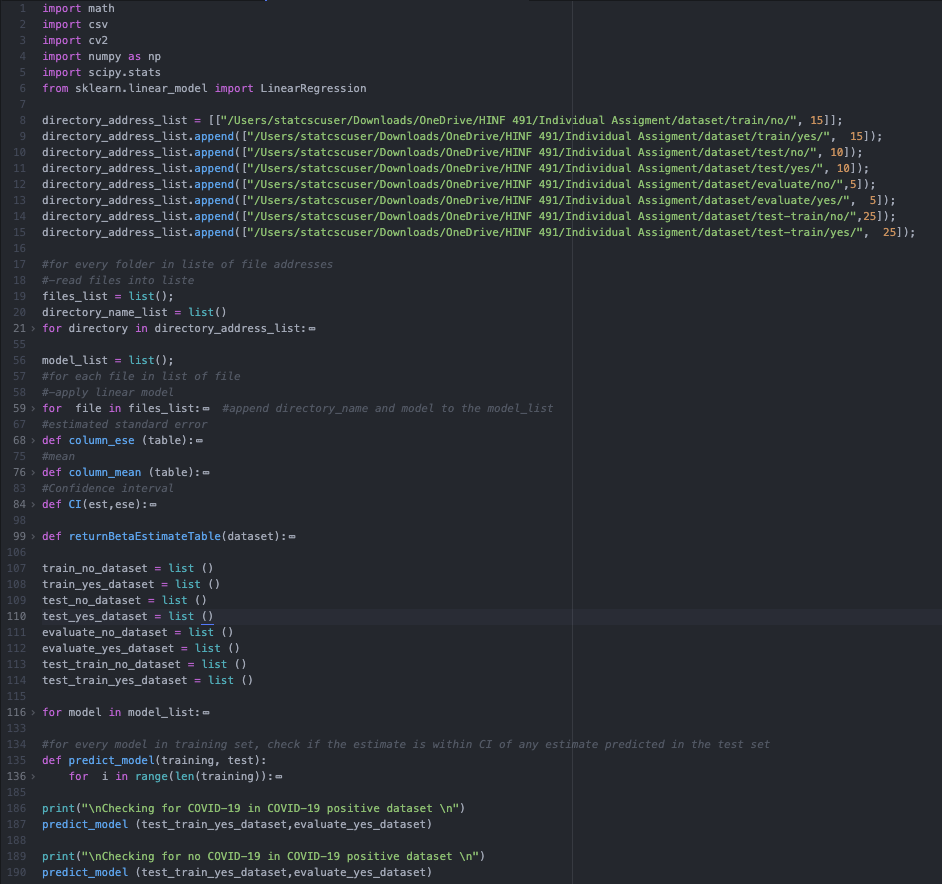 1 import math
2 import csv
3 import cv2
4 import numpy as np
5 import scipy.stats
6 from sklearn.linear_model import LinearRegression
7
8 directory_address_list = [["/Users/statcscuser/Downloads/OneDrive/HINF 491/Individual Assigment/dataset/train/no/", 15]];
9 directory_address_list.append(["/Users/statcscuser/Downloads/OneDrive/HINF 491/Individual Assigment/dataset/train/yes/",  15]);
10 directory_address_list.append(["/Users/statcscuser/Downloads/OneDrive/HINF 491/Individual Assigment/dataset/test/no/", 10]);
11 directory_address_list.append(["/Users/statcscuser/Downloads/OneDrive/HINF 491/Individual Assigment/dataset/test/yes/", 10]);
12 directory_address_list.append(["/Users/statcscuser/Downloads/OneDrive/HINF 491/Individual Assigment/dataset/evaluate/no/",5]);
13 directory_address_list.append(["/Users/statcscuser/Downloads/OneDrive/HINF 491/Individual Assigment/dataset/evaluate/yes/",  5]);
14 directory_address_list.append(["/Users/statcscuser/Downloads/OneDrive/HINF 491/Individual Assigment/dataset/test-train/no/",25]);
15 directory_address_list.append(["/Users/statcscuser/Downloads/OneDrive/HINF 491/Individual Assigment/dataset/test-train/yes/",  25]);
16
17 #for every folder in liste of file addresses
18 #-read files into liste
19 files_list = list();
20 directory_name_list = list()
21 › for directory in directory_address_list:
55
56 model_list = list();
57 #for each file in list of file
58 #-apply linear model
59 › for  file in files_list:  #append directory_name and model to the model_list
67 #estimated standard error
68 › def column_ese (table):
75 #mean
76 › def column_mean (table):
83 #Confidence interval
84 › def CI(est,ese):
98
99 › def returnBetaEstimateTable(dataset):
106
107 train_no_dataset = list ()
108 train_yes_dataset = list ()
109 test_no_dataset = list ()
110 test_yes_dataset = list ()
111 evaluate_no_dataset = list ()
112 evaluate_yes_dataset = list ()
113 test_train_no_dataset = list ()
114 test_train_yes_dataset = list ()
115
116 › for model in model_list:
133
134 #for every model in training set, check if the estimate is within CI of any estimate predicted in the test set
135 def predict_model(training, test):
136 ›     for  i in range(len(training)):
185
186 print("\nChecking for COVID-19 in COVID-19 positive dataset \n")
187 predict_model (test_train_yes_dataset,evaluate_yes_dataset)
188
189 print("\nChecking for no COVID-19 in COVID-19 positive dataset \n")
190 predict_model (test_train_yes_dataset,evaluate_yes_dataset)